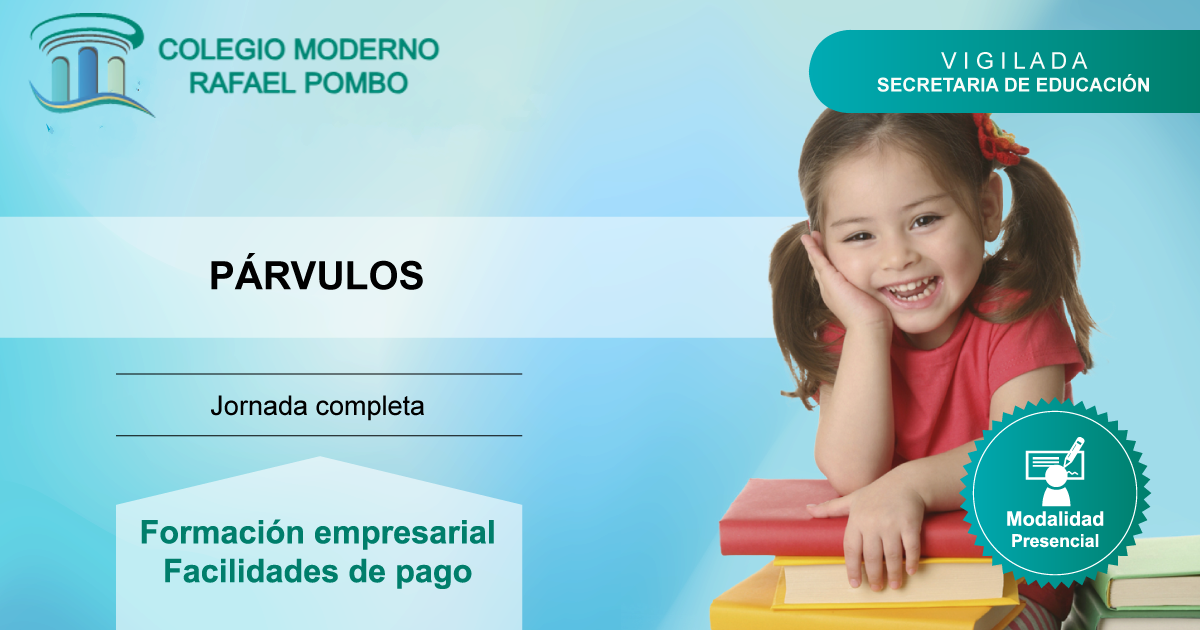 COLEGIO MODERNO
RAFAEL POMBO
VIGILADA
SECRETARIA DE EDUCACIÓN
PÁRVULOS
Jornada completa
Formación empresarial
Facilidades de pago
Modalidad
Presencial